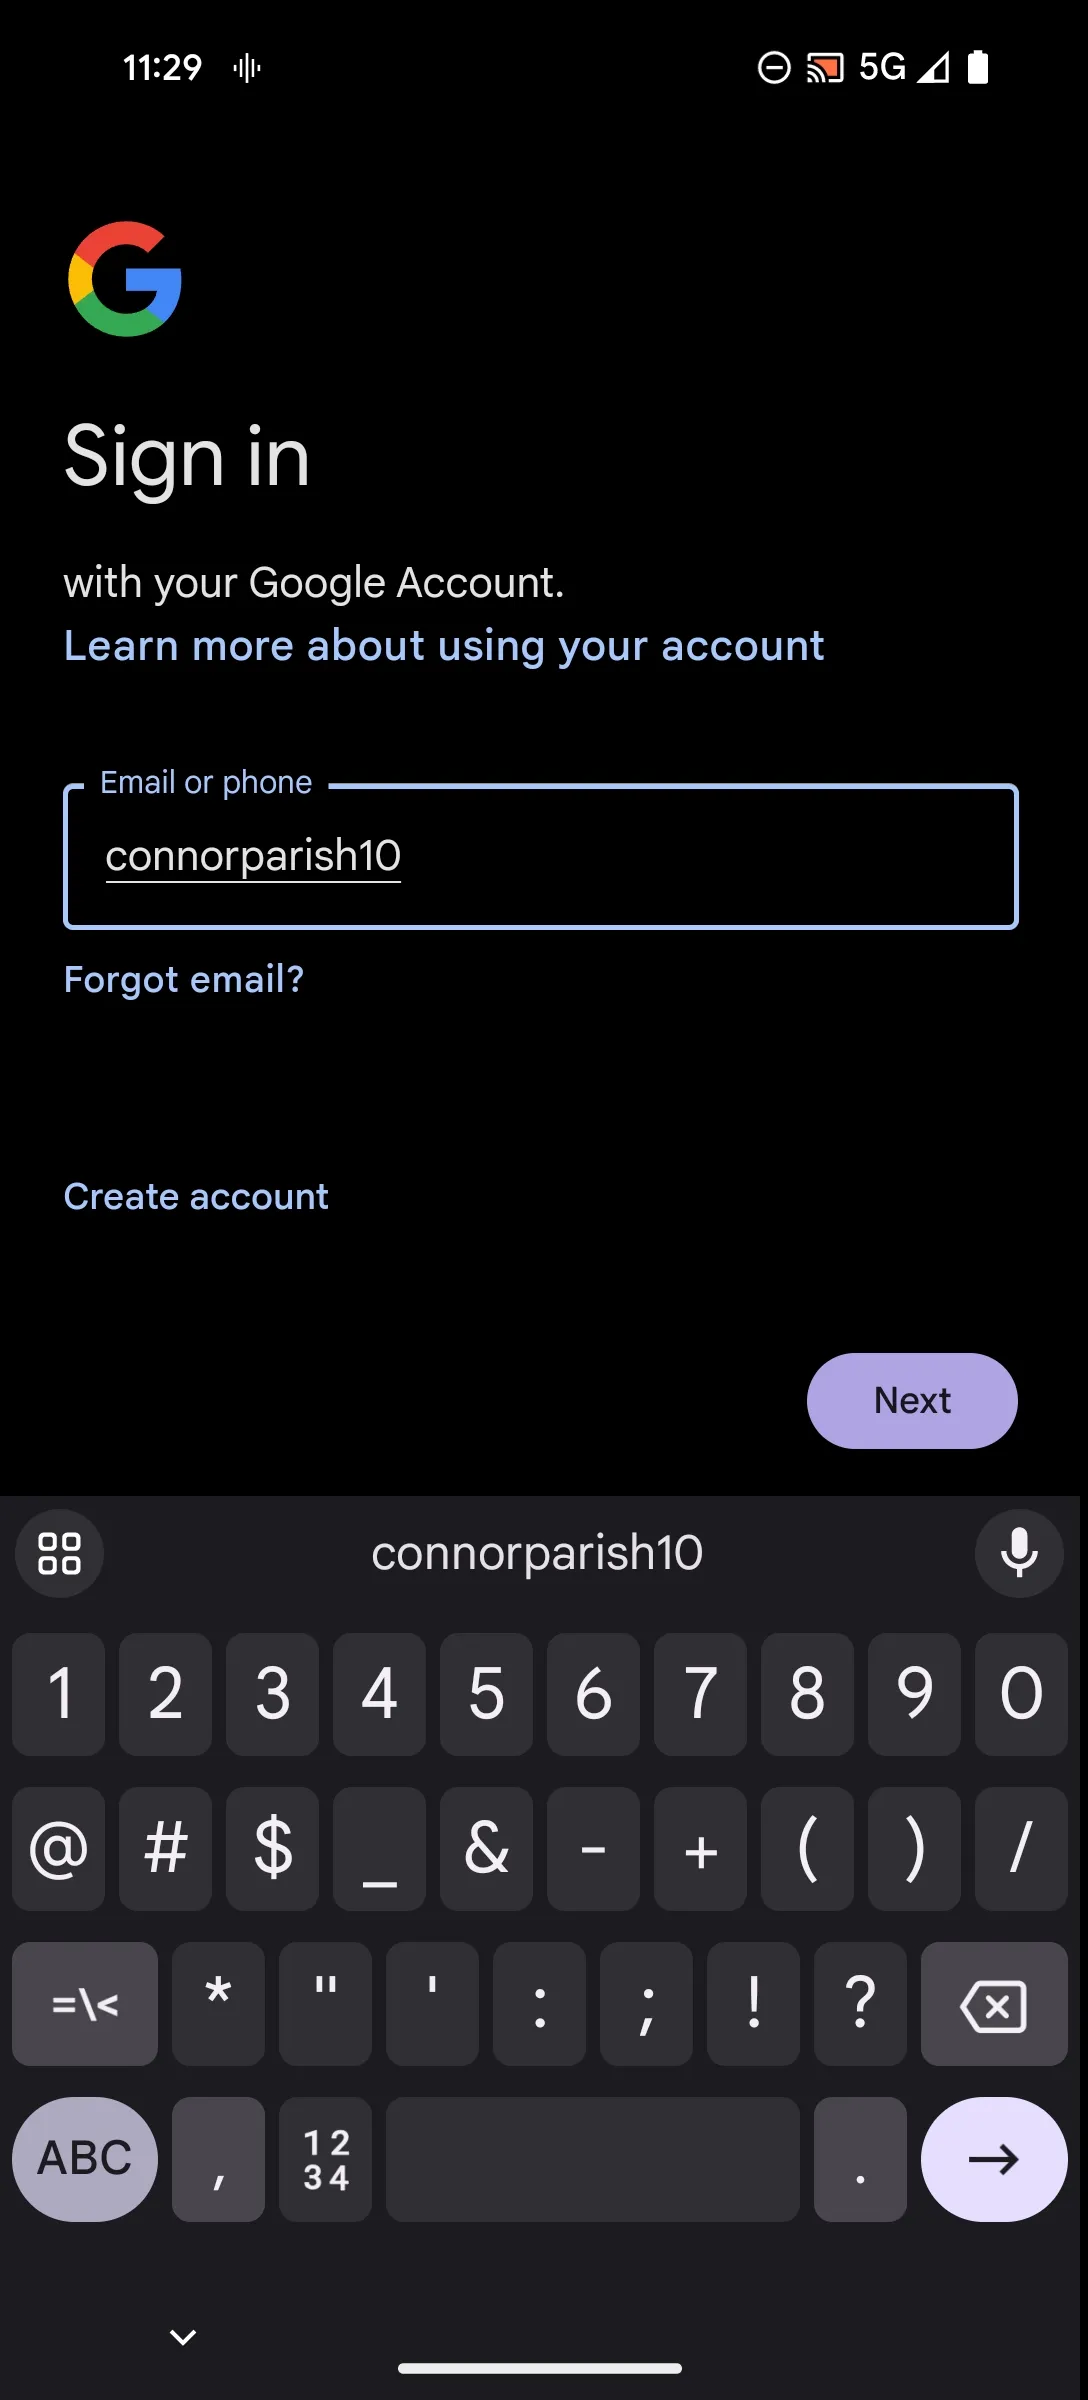 11:29
5G
Sign in
with your Google Account.
Learn more about using your account
Email or phone
connorparish10
Forgot email?
Create account
Next
connorparish10
1 2 3 4 5 6 7 8 9 0
@ # $ _ & - + ( ) /
=\< * " ' : ; ! ?
ABC , 12 .
34